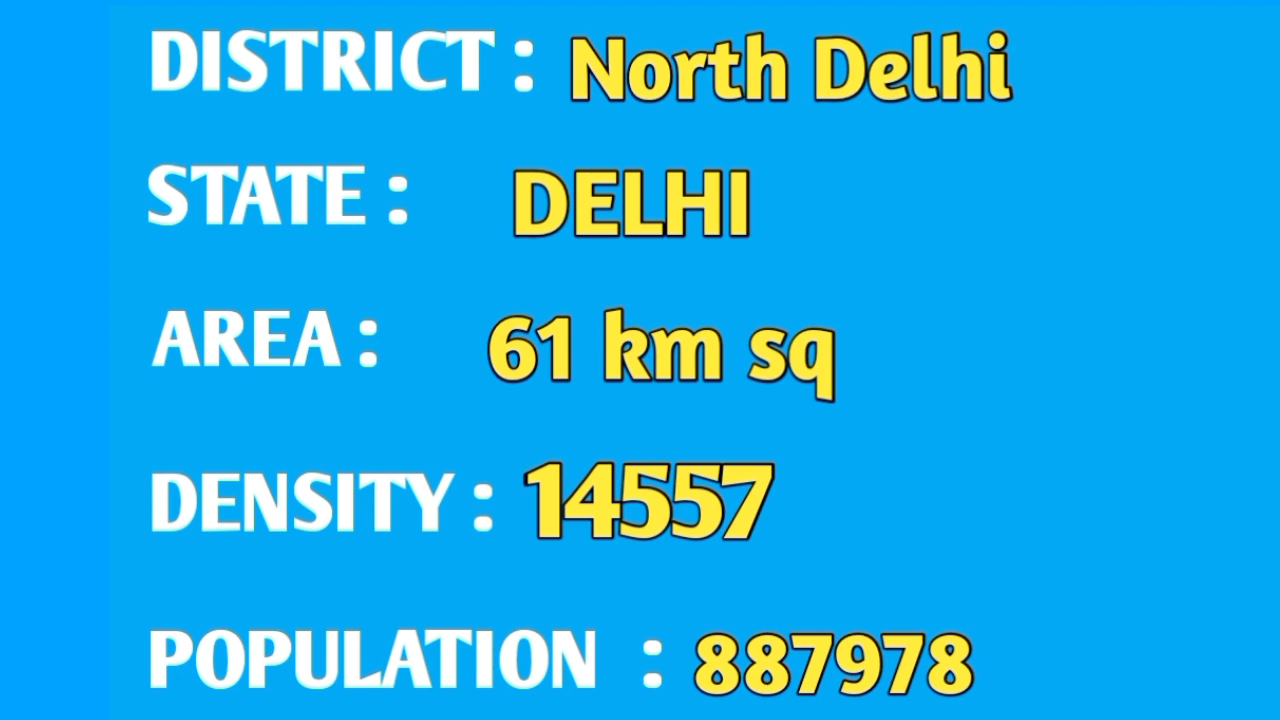 DISTRICT : North Delhi
STATE : DELHI
AREA : 61 km sq
DENSITY : 14557
POPULATION : 887978